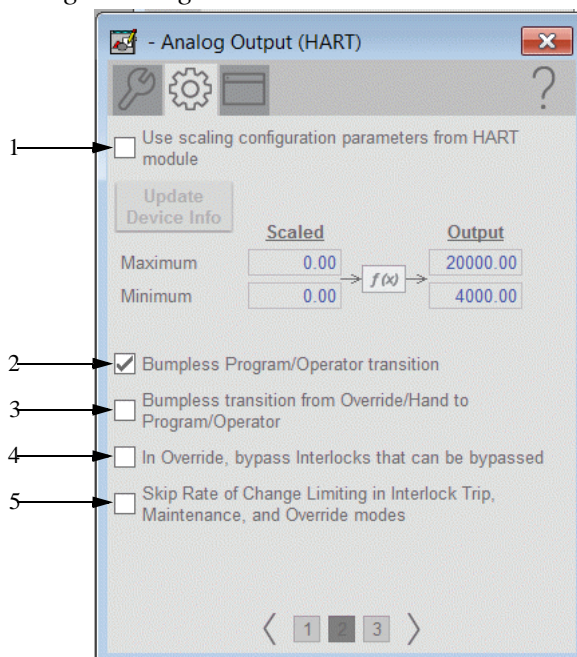 - Analog Output (HART)
?
1
Use scaling configuration parameters from HART
module
Update
Device Info
Scaled
Output
Maximum
0.00
f(x)
20000.00
Minimum
0.00
4000.00
2
Bumpless Program/Operator transition
3
Bumpless transition from Override/Hand to
Program/Operator
4
In Override, bypass Interlocks that can be bypassed
5
Skip Rate of Change Limiting in Interlock Trip,
Maintenance, and Override modes
1 2 3